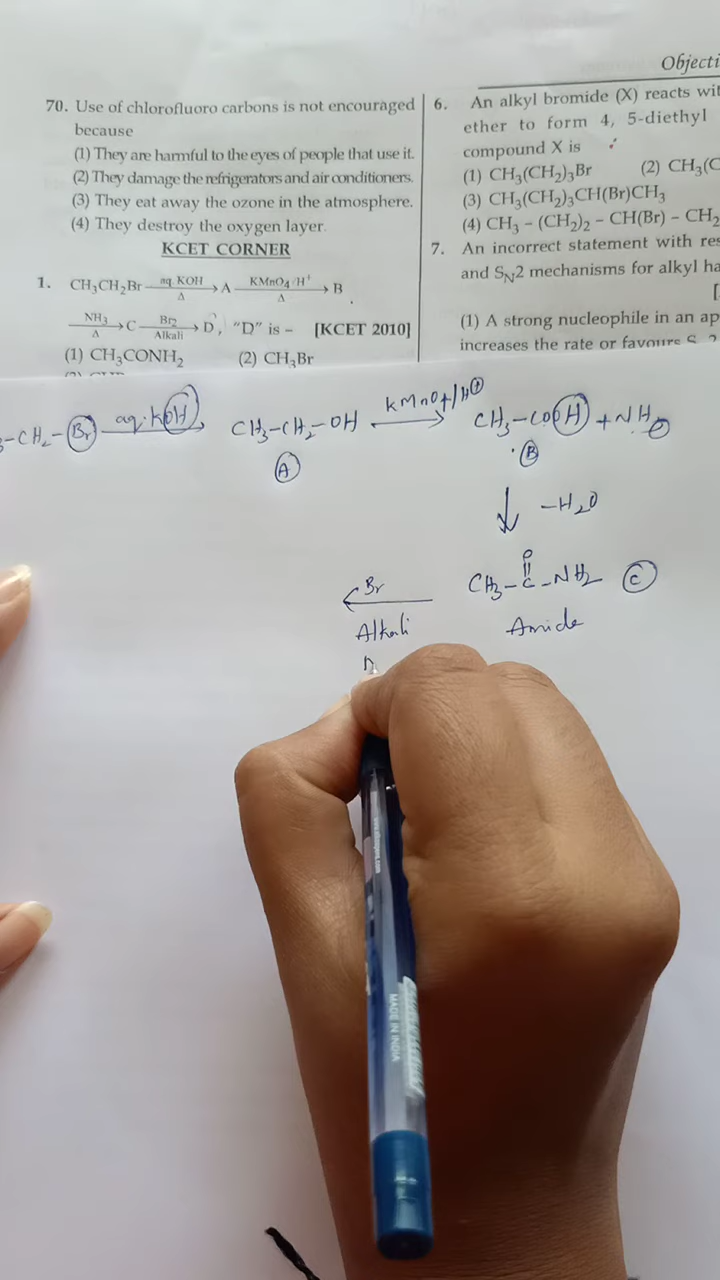 Objecti
70. Use of chlorofluoro carbons is not encouraged
because
(1) They are harmful to the eyes of people that use it.
(2) They damage the refrigerators and air conditioners.
(3) They eat away the ozone in the atmosphere.
(4) They destroy the oxygen layer.
KCET CORNER
1. CH₃CH₂Br —aq. KOH/Δ→ A —KMnO₄/H⁺/Δ→ B
—NH₃/Δ→ C —Br₂/Alkali→ D, "D" is – [KCET 2010]
(1) CH₃CONH₂ (2) CH₃Br
6. An alkyl bromide (X) reacts wit
ether to form 4, 5-diethyl
compound X is
(1) CH₃(CH₂)₃Br (2) CH₃(C
(3) CH₃(CH₂)₃CH(Br)CH₃
(4) CH₃ – (CH₂)₂ – CH(Br) – CH₂
7. An incorrect statement with res
and SN2 mechanisms for alkyl ha
[
(1) A strong nucleophile in an ap
increases the rate or favours S
-CH₂-Br —aq. KOH→ CH₃-CH₂-OH —KMnO₄/H⊕→ CH₃-COOH + NH
A B
-H₂O
CH₃-C-NH₂ C
O
Amide
Br
Alkali
MADE IN INDIA